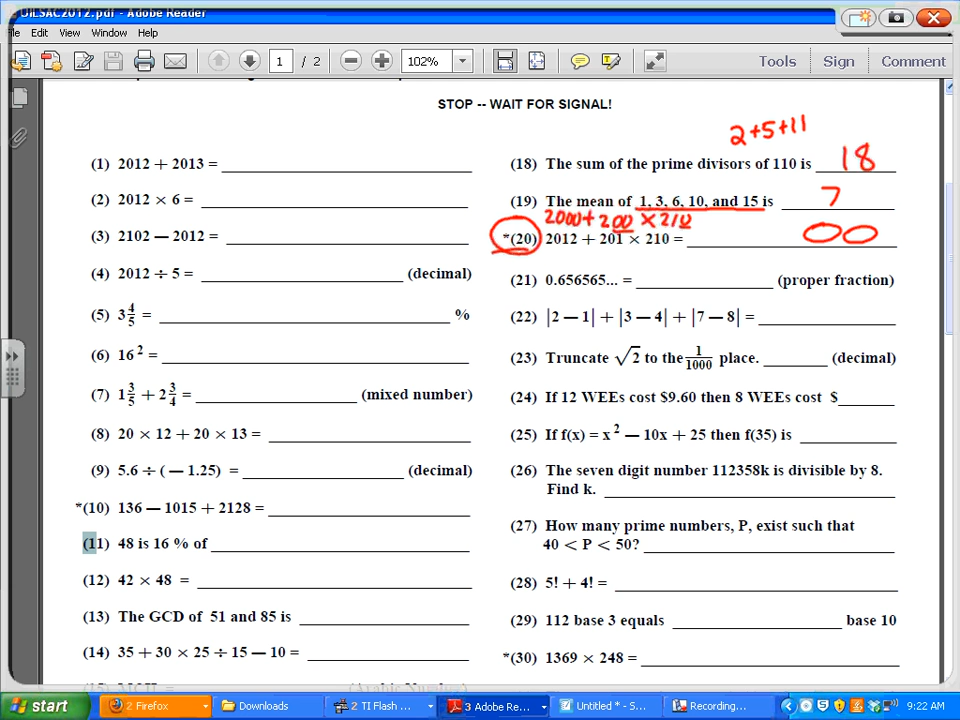 OILSAC2012.pdf - Adobe Reader
File Edit View Window Help
1 / 2 102% Tools Sign Comment
STOP -- WAIT FOR SIGNAL!
(1) 2012 + 2013 =
(2) 2012 × 6 =
(3) 2102 — 2012 =
(4) 2012 ÷ 5 = (decimal)
(5) 3 4/5 = %
(6) 16 ² =
(7) 1 3/5 + 2 3/4 = (mixed number)
(8) 20 × 12 + 20 × 13 =
(9) 5.6 ÷ ( — 1.25) = (decimal)
*(10) 136 — 1015 + 2128 =
(11) 48 is 16 % of
(12) 42 × 48 =
(13) The GCD of 51 and 85 is
(14) 35 + 30 × 25 ÷ 15 — 10 =
2+5+11
(18) The sum of the prime divisors of 110 is 18
(19) The mean of 1, 3, 6, 10, and 15 is 7
2000+ 200 × 210
*(20) 2012 + 201 × 210 = 00
(21) 0.656565... = (proper fraction)
(22) |2 — 1| + |3 — 4| + |7 — 8| =
(23) Truncate √2 to the 1/1000 place. (decimal)
(24) If 12 WEEs cost $9.60 then 8 WEEs cost $
(25) If f(x) = x ² — 10x + 25 then f(35) is
(26) The seven digit number 112358k is divisible by 8.
Find k.
(27) How many prime numbers, P, exist such that
40 < P < 50?
(28) 5! + 4! =
(29) 112 base 3 equals base 10
*(30) 1369 × 248 =
start 2 Firefox Downloads 2 TI Flash ... 3 Adobe Re... Untitled * - S... Recording... 9:22 AM